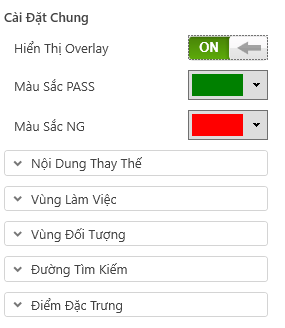 Cài Đặt Chung
Hiển Thị Overlay ON
Màu Sắc PASS
Màu Sắc NG
Nội Dung Thay Thế
Vùng Làm Việc
Vùng Đối Tượng
Đường Tìm Kiếm
Điểm Đặc Trưng